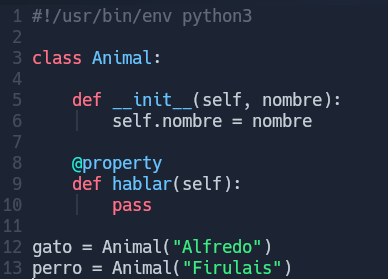 1 #!/usr/bin/env python3
2
3 class Animal:
4
5     def __init__(self, nombre):
6         self.nombre = nombre
7
8     @property
9     def hablar(self):
10         pass
11
12 gato = Animal("Alfredo")
13 perro = Animal("Firulais")